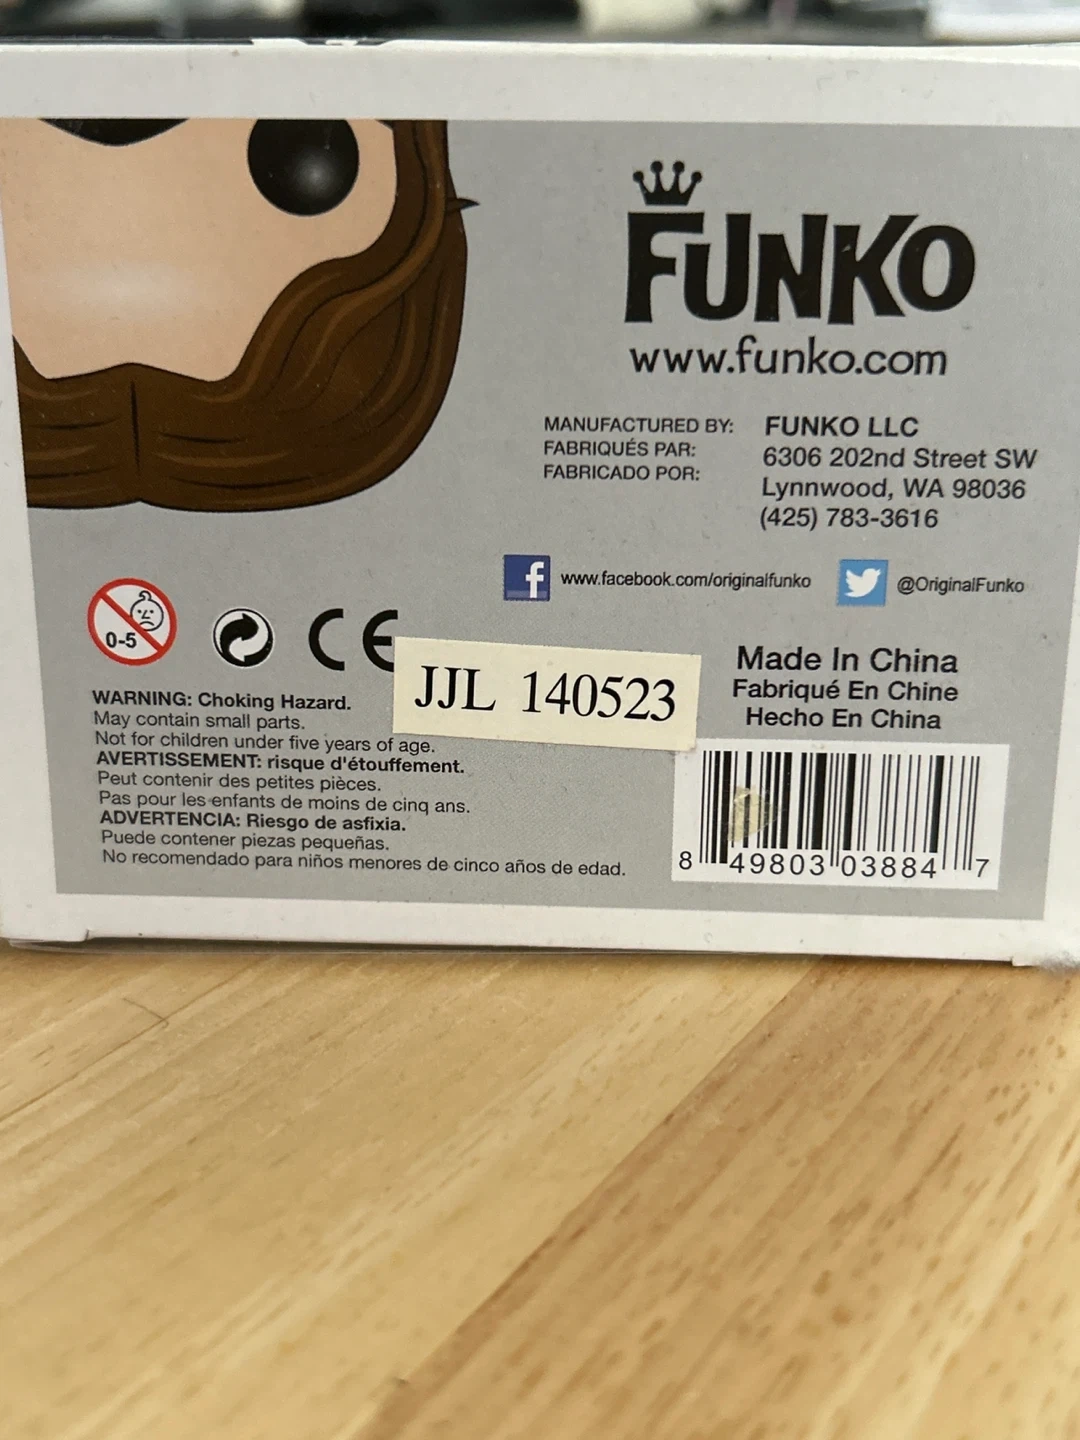 FUNKO
www.funko.com
MANUFACTURED BY:
FABRIQUÉS PAR:
FABRICADO POR:
FUNKO LLC
6306 202nd Street SW
Lynnwood, WA 98036
(425) 783-3616
f www.facebook.com/originalfunko
@OriginalFunko
0-5
CE
JJL 140523
Made In China
Fabriqué En Chine
Hecho En China
WARNING: Choking Hazard.
May contain small parts.
Not for children under five years of age.
AVERTISSEMENT: risque d'étouffement.
Peut contenir des petites pièces.
Pas pour les enfants de moins de cinq ans.
ADVERTENCIA: Riesgo de asfixia.
Puede contener piezas pequeñas.
No recomendado para niños menores de cinco años de edad.
8 49803 03884 7